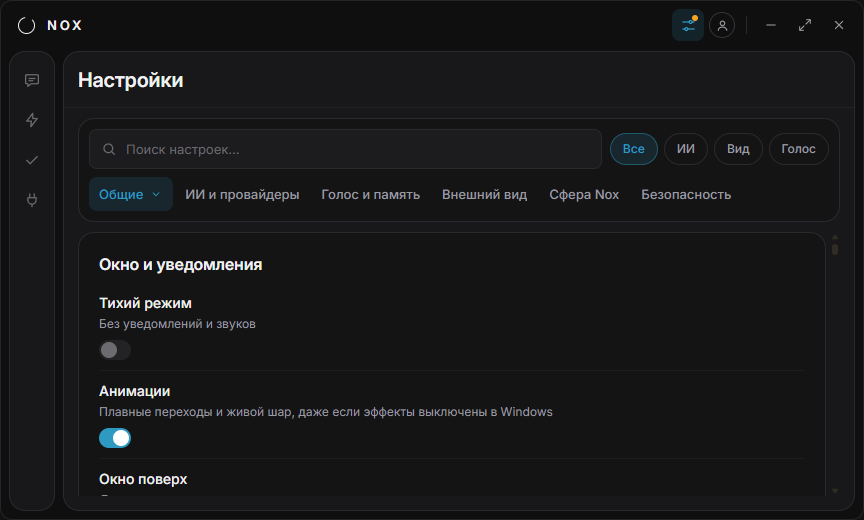 NOX
Настройки
Поиск настроек...
Все ИИ Вид Голос
Общие ИИ и провайдеры Голос и память Внешний вид Сфера Nox Безопасность
Окно и уведомления
Тихий режим
Без уведомлений и звуков
Анимации
Плавные переходы и живой шар, даже если эффекты выключены в Windows
Окно поверх